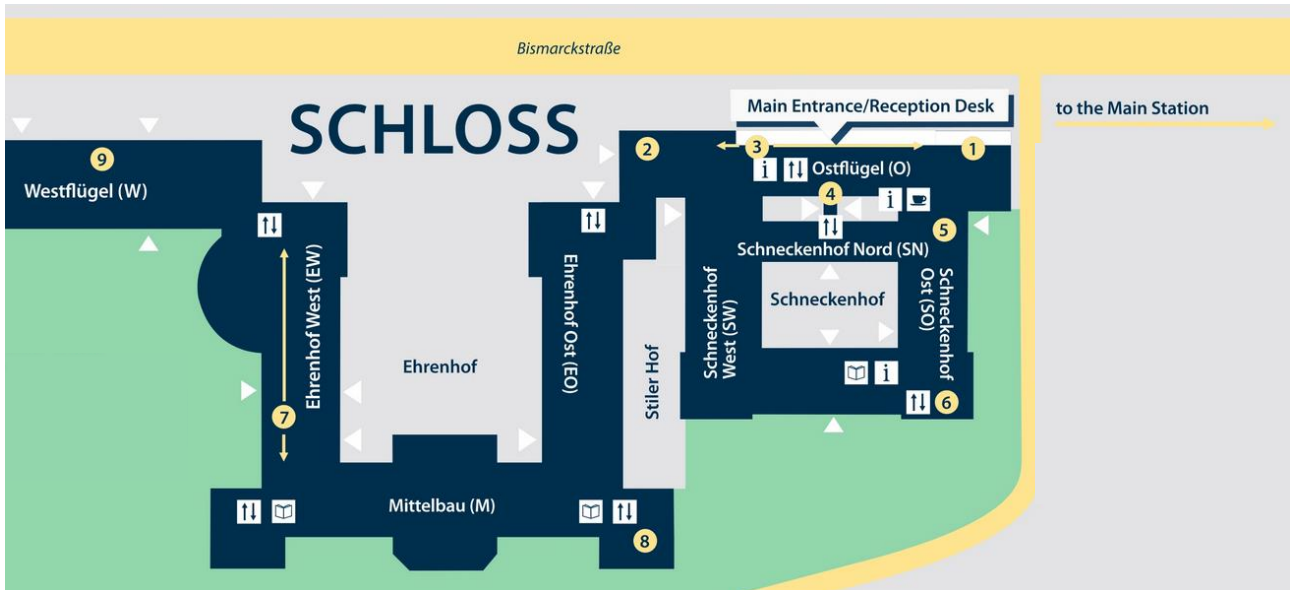 Bismarckstraße
SCHLOSS
Main Entrance/Reception Desk
to the Main Station
9
Westflügel (W)
2
3
1
i
Ostflügel (O)
4
i
5
Schneckenhof Nord (SN)
Ehrenhof West (EW)
Ehrenhof
Ehrenhof Ost (EO)
Stiler Hof
Schneckenhof
West (SW)
Schneckenhof
Schneckenhof
Ost (SO)
i
6
7
Mittelbau (M)
8